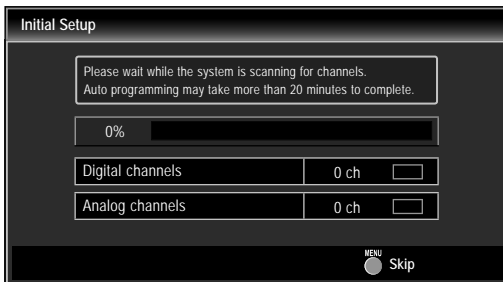 Initial Setup
Please wait while the system is scanning for channels.
Auto programming may take more than 20 minutes to complete.
0%
Digital channels 0 ch
Analog channels 0 ch
MENU
Skip